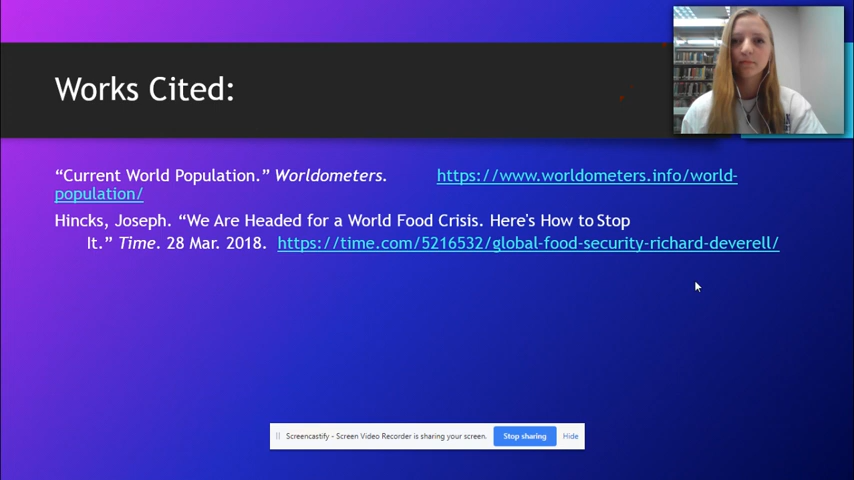 Works Cited:
“Current World Population.” Worldometers. https://www.worldometers.info/world-
population/
Hincks, Joseph. “We Are Headed for a World Food Crisis. Here's How to Stop
It.” Time. 28 Mar. 2018. https://time.com/5216532/global-food-security-richard-deverell/
Screencastify - Screen Video Recorder is sharing your screen. Stop sharing Hide